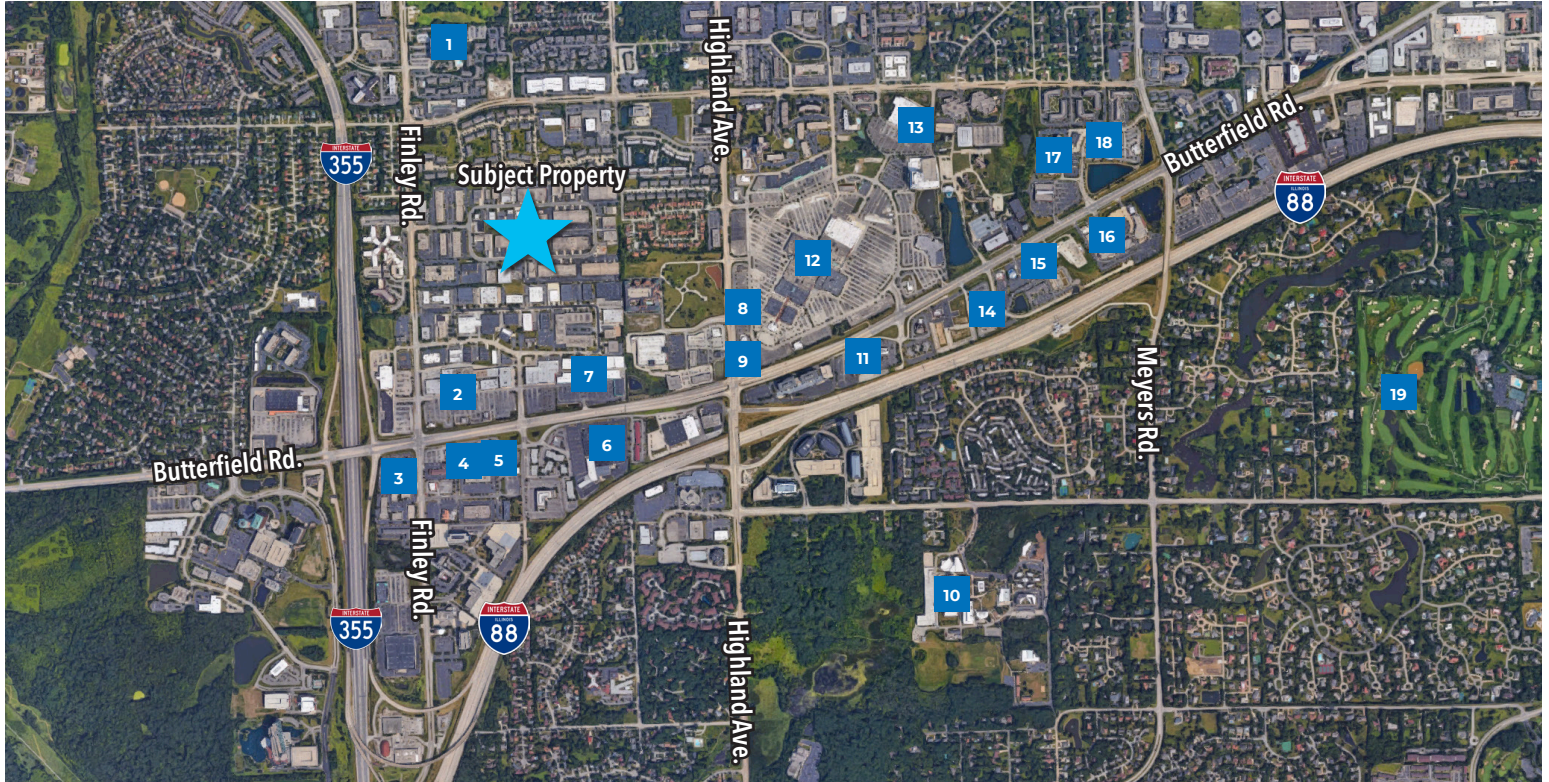 1
Highland Ave.
13
18
INTERSTATE
355
Finley Rd.
17
Butterfield Rd.
Subject Property
INTERSTATE
ILLINOIS
88
16
12
15
8
14
9
11
7
2
Meyers Rd.
19
6
5
4
3
Butterfield Rd.
Finley Rd.
10
INTERSTATE
355
INTERSTATE
ILLINOIS
88
Highland Ave.